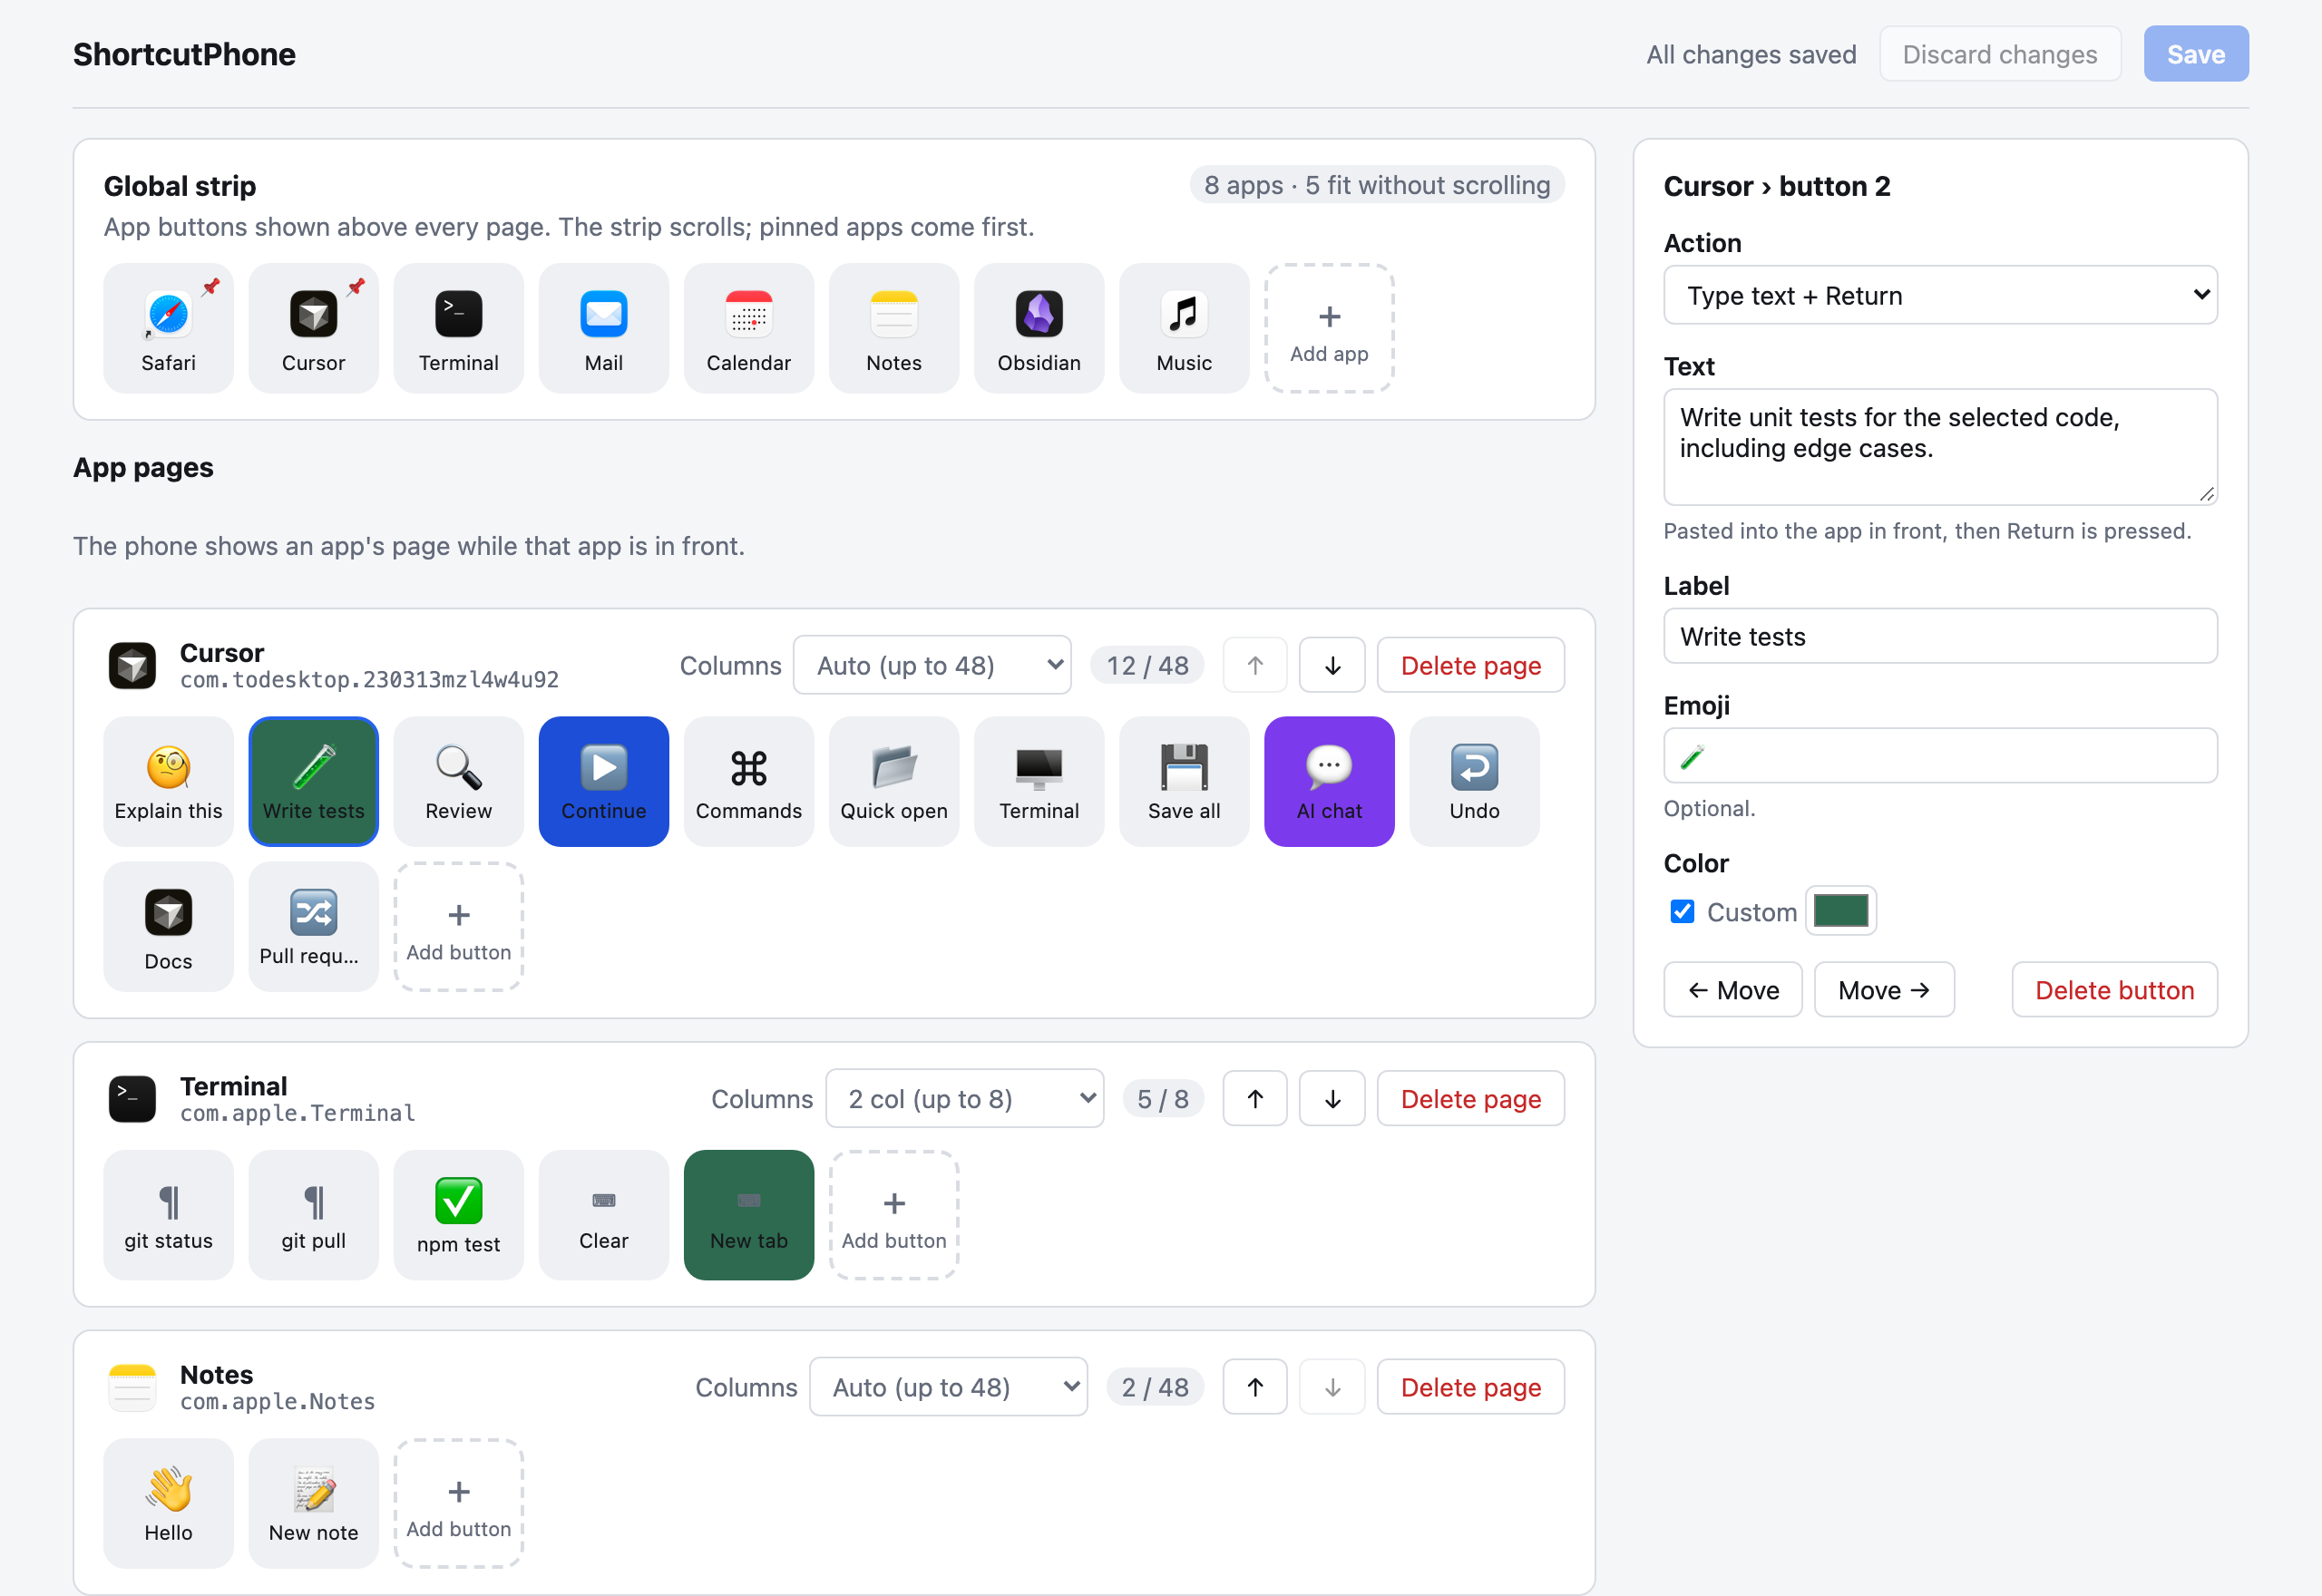 ShortcutPhone
All changes saved
Discard changes
Save
Global strip
8 apps · 5 fit without scrolling
App buttons shown above every page. The strip scrolls; pinned apps come first.
Safari
Cursor
Terminal
Mail
Calendar
Notes
Obsidian
Music
+
Add app
App pages
The phone shows an app's page while that app is in front.
Cursor
com.todesktop.230313mzl4w4u92
Columns
Auto (up to 48)
12 / 48
↑
↓
Delete page
Explain this
Write tests
Review
Continue
⌘
Commands
Quick open
Terminal
Save all
AI chat
Undo
Docs
Pull requ...
+
Add button
Terminal
com.apple.Terminal
Columns
2 col (up to 8)
5 / 8
↑
↓
Delete page
¶
git status
¶
git pull
npm test
Clear
New tab
+
Add button
Notes
com.apple.Notes
Columns
Auto (up to 48)
2 / 48
↑
↓
Delete page
Hello
New note
+
Add button
Cursor › button 2
Action
Type text + Return
Text
Write unit tests for the selected code,
including edge cases.
Pasted into the app in front, then Return is pressed.
Label
Write tests
Emoji
Optional.
Color
Custom
← Move
Move →
Delete button